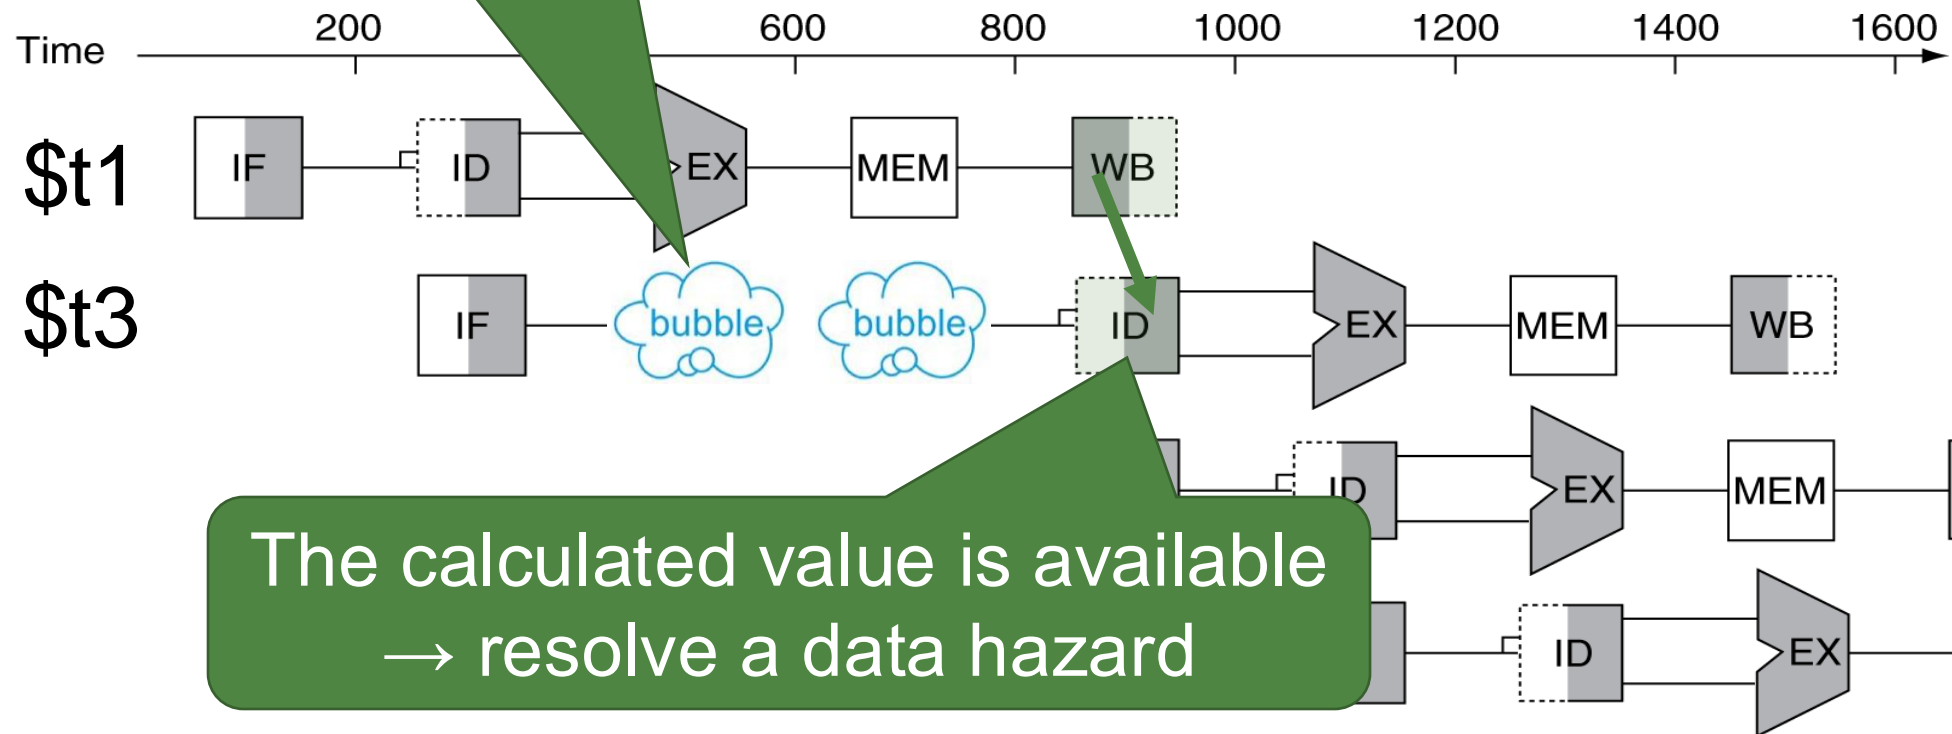 Time 200 600 800 1000 1200 1400 1600
$t1 IF ID EX MEM WB
$t3 IF bubble bubble ID EX MEM WB
ID EX MEM
The calculated value is available
→ resolve a data hazard
ID EX